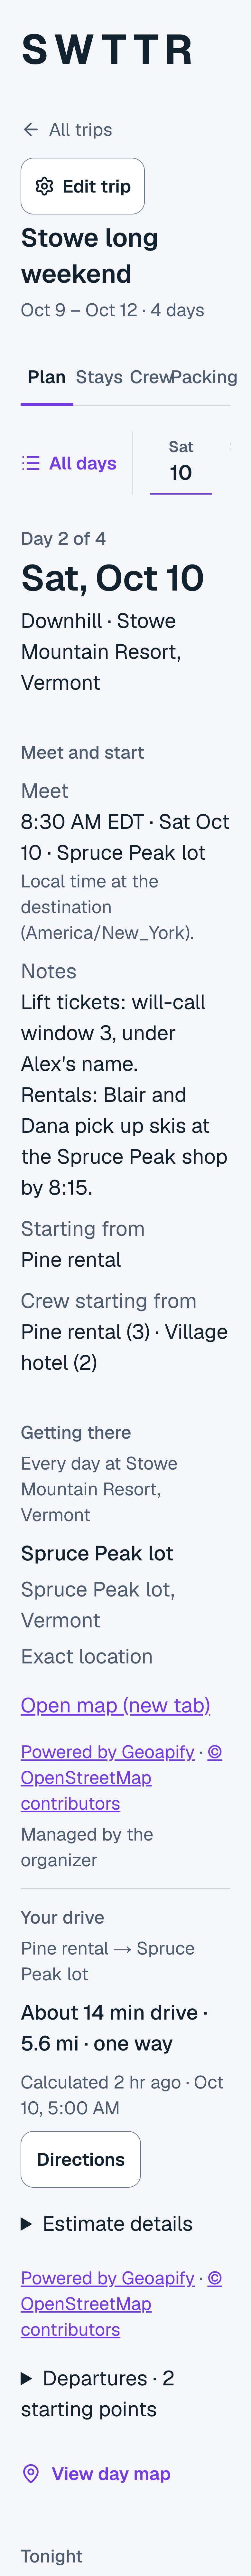 SWTTR
← All trips
Edit trip
Stowe long
weekend
Oct 9 – Oct 12 · 4 days
Plan Stays Crew Packing
All days
Sat
10
Day 2 of 4
Sat, Oct 10
Downhill · Stowe
Mountain Resort,
Vermont
Meet and start
Meet
8:30 AM EDT · Sat Oct
10 · Spruce Peak lot
Local time at the
destination
(America/New_York).
Notes
Lift tickets: will-call
window 3, under
Alex's name.
Rentals: Blair and
Dana pick up skis at
the Spruce Peak shop
by 8:15.
Starting from
Pine rental
Crew starting from
Pine rental (3) · Village
hotel (2)
Getting there
Every day at Stowe
Mountain Resort,
Vermont
Spruce Peak lot
Spruce Peak lot,
Vermont
Exact location
Open map (new tab)
Powered by Geoapify · ©
OpenStreetMap
contributors
Managed by the
organizer
Your drive
Pine rental → Spruce
Peak lot
About 14 min drive ·
5.6 mi · one way
Calculated 2 hr ago · Oct
10, 5:00 AM
Directions
▶ Estimate details
Powered by Geoapify · ©
OpenStreetMap
contributors
▶ Departures · 2
starting points
View day map
Tonight